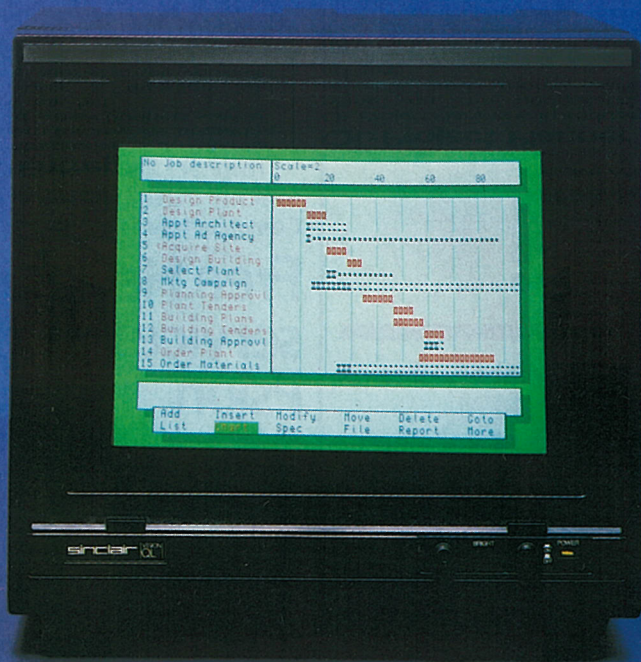 No Job description Scale=2
0 20 40 60 80
1 Design Product
2 Design Plant
3 Appt Architect
4 Appt Ad Agency
5 Acquire Site
6 Design Building
7 Select Plant
8 Mktg Campaign
9 Planning Approvl
10 Plant Tenders
11 Building Plans
12 Building Tenders
13 Building Approvl
14 Order Plant
15 Order Materials
Add Insert Modify Move Delete Goto
List Spec File Report More
sinclair VISION QL BRIGHT POWER